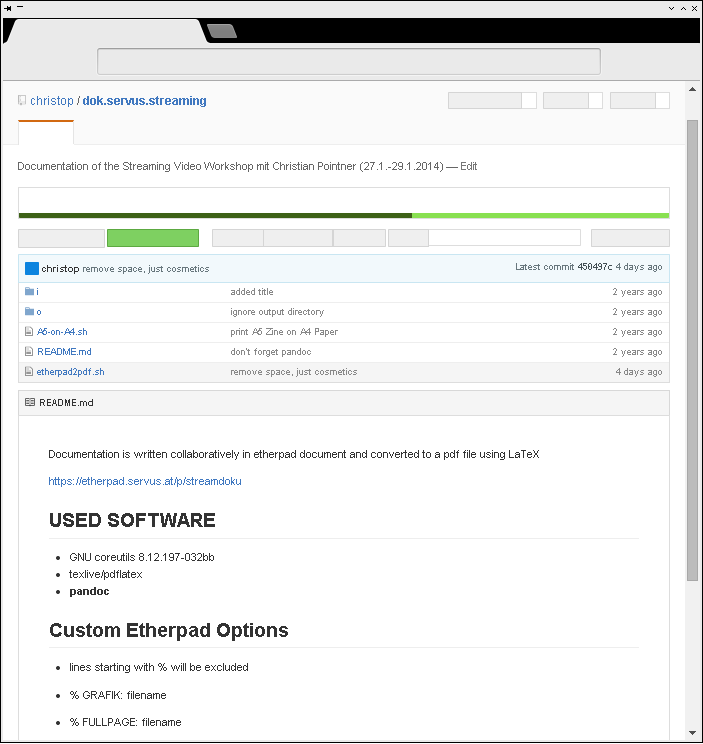 christop / dok.servus.streaming
Documentation of the Streaming Video Workshop mit Christian Pointner (27.1.-29.1.2014) — Edit
christop remove space, just cosmetics Latest commit 450497c 4 days ago
i added title 2 years ago
o ignore output directory 2 years ago
A5-on-A4.sh print A5 Zine on A4 Paper 2 years ago
README.md don't forget pandoc 2 years ago
etherpad2pdf.sh remove space, just cosmetics 4 days ago
README.md
Documentation is written collaboratively in etherpad document and converted to a pdf file using LaTeX
https://etherpad.servus.at/p/streamdoku
USED SOFTWARE
• GNU coreutils 8.12.197-032bb
• texlive/pdflatex
• pandoc
Custom Etherpad Options
• lines starting with % will be excluded
• % GRAFIK: filename
• % FULLPAGE: filename